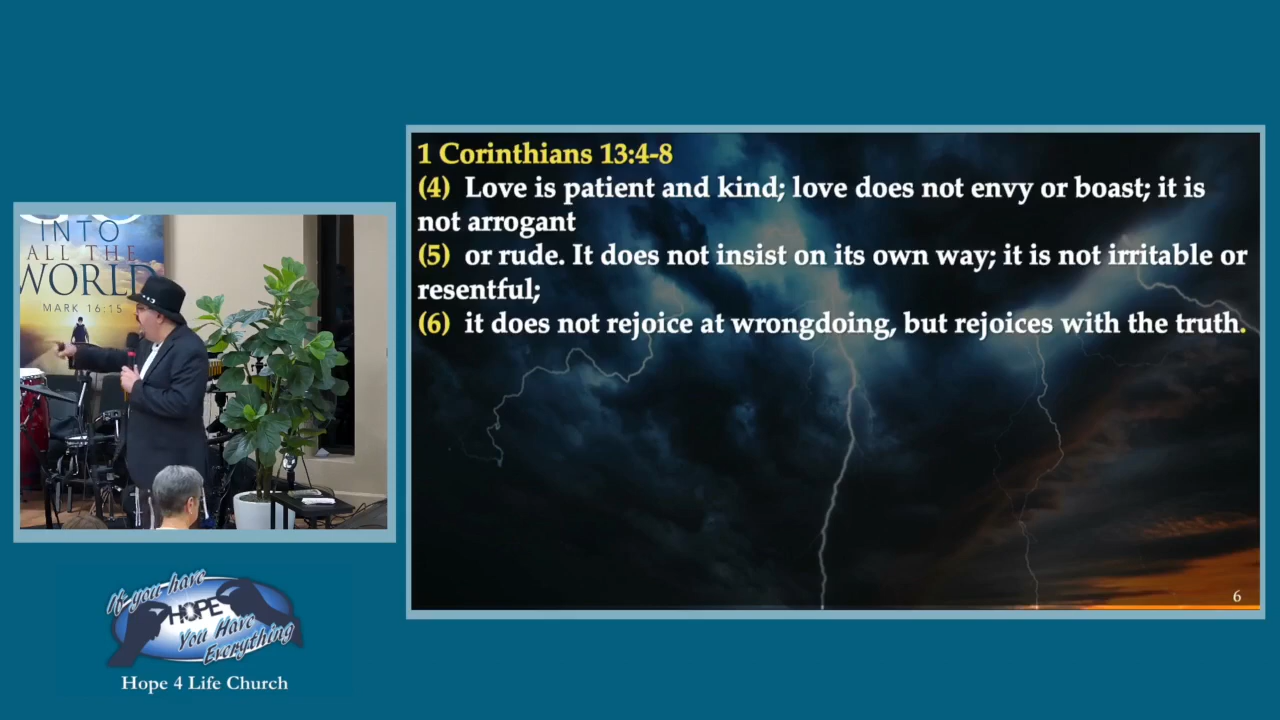 INTO
ALL THE
WORLD
MARK 16:15
1 Corinthians 13:4-8
(4) Love is patient and kind; love does not envy or boast; it is
not arrogant
(5) or rude. It does not insist on its own way; it is not irritable or
resentful;
(6) it does not rejoice at wrongdoing, but rejoices with the truth.
6
If you have
HOPE
You Have
Everything
Hope 4 Life Church